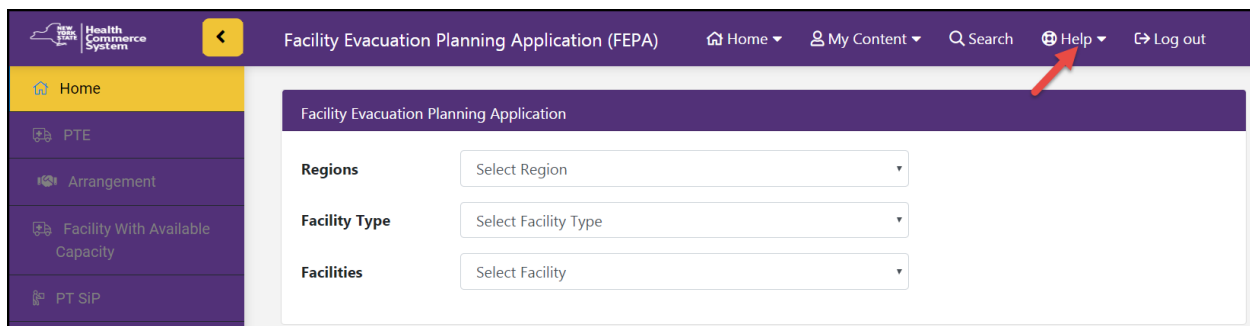 NEW YORK STATE
Health Commerce System
Facility Evacuation Planning Application (FEPA)
Home
My Content
Search
Help
Log out
Home
PTE
Arrangement
Facility With Available
Capacity
PT SiP
Facility Evacuation Planning Application
Regions
Select Region
Facility Type
Select Facility Type
Facilities
Select Facility